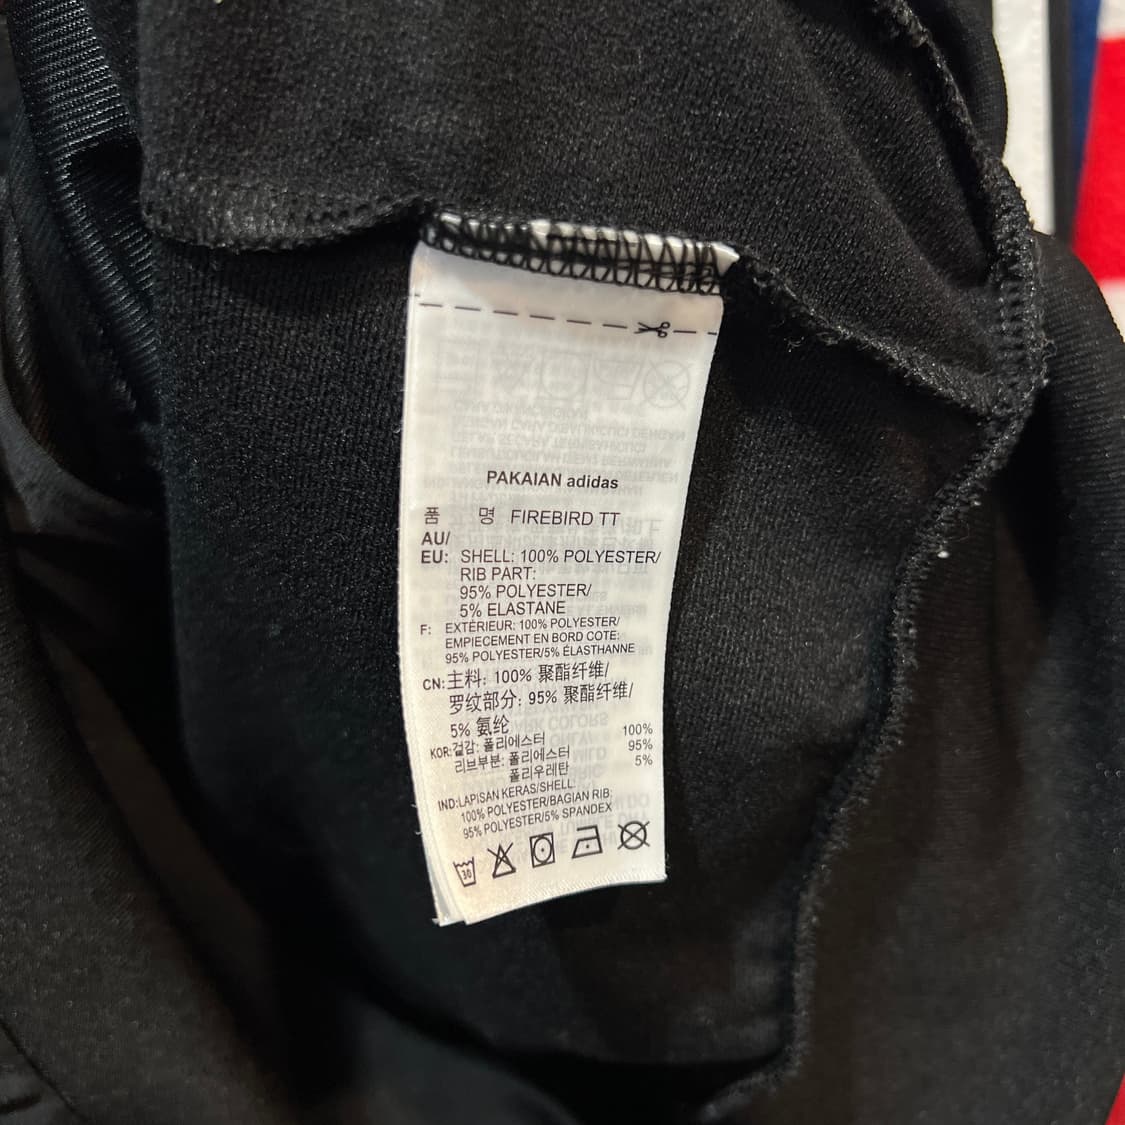 PAKAIAN adidas
品 名 FIREBIRD TT
AU/
EU: SHELL: 100% POLYESTER/
RIB PART:
95% POLYESTER/
5% ELASTANE
F: EXTÉRIEUR: 100% POLYESTER/
EMPIECEMENT EN BORD COTE:
95% POLYESTER/5% ÉLASTHANNE
CN: 主料: 100% 聚酯纤维/
罗纹部分: 95% 聚酯纤维/
5% 氨纶
KOR: 겉감: 폴리에스터 100%
리브부분: 폴리에스터 95%
폴리우레탄 5%
IND: LAPISAN KERAS/SHELL:
100% POLYESTER/BAGIAN RIB:
95% POLYESTER/5% SPANDEX
30